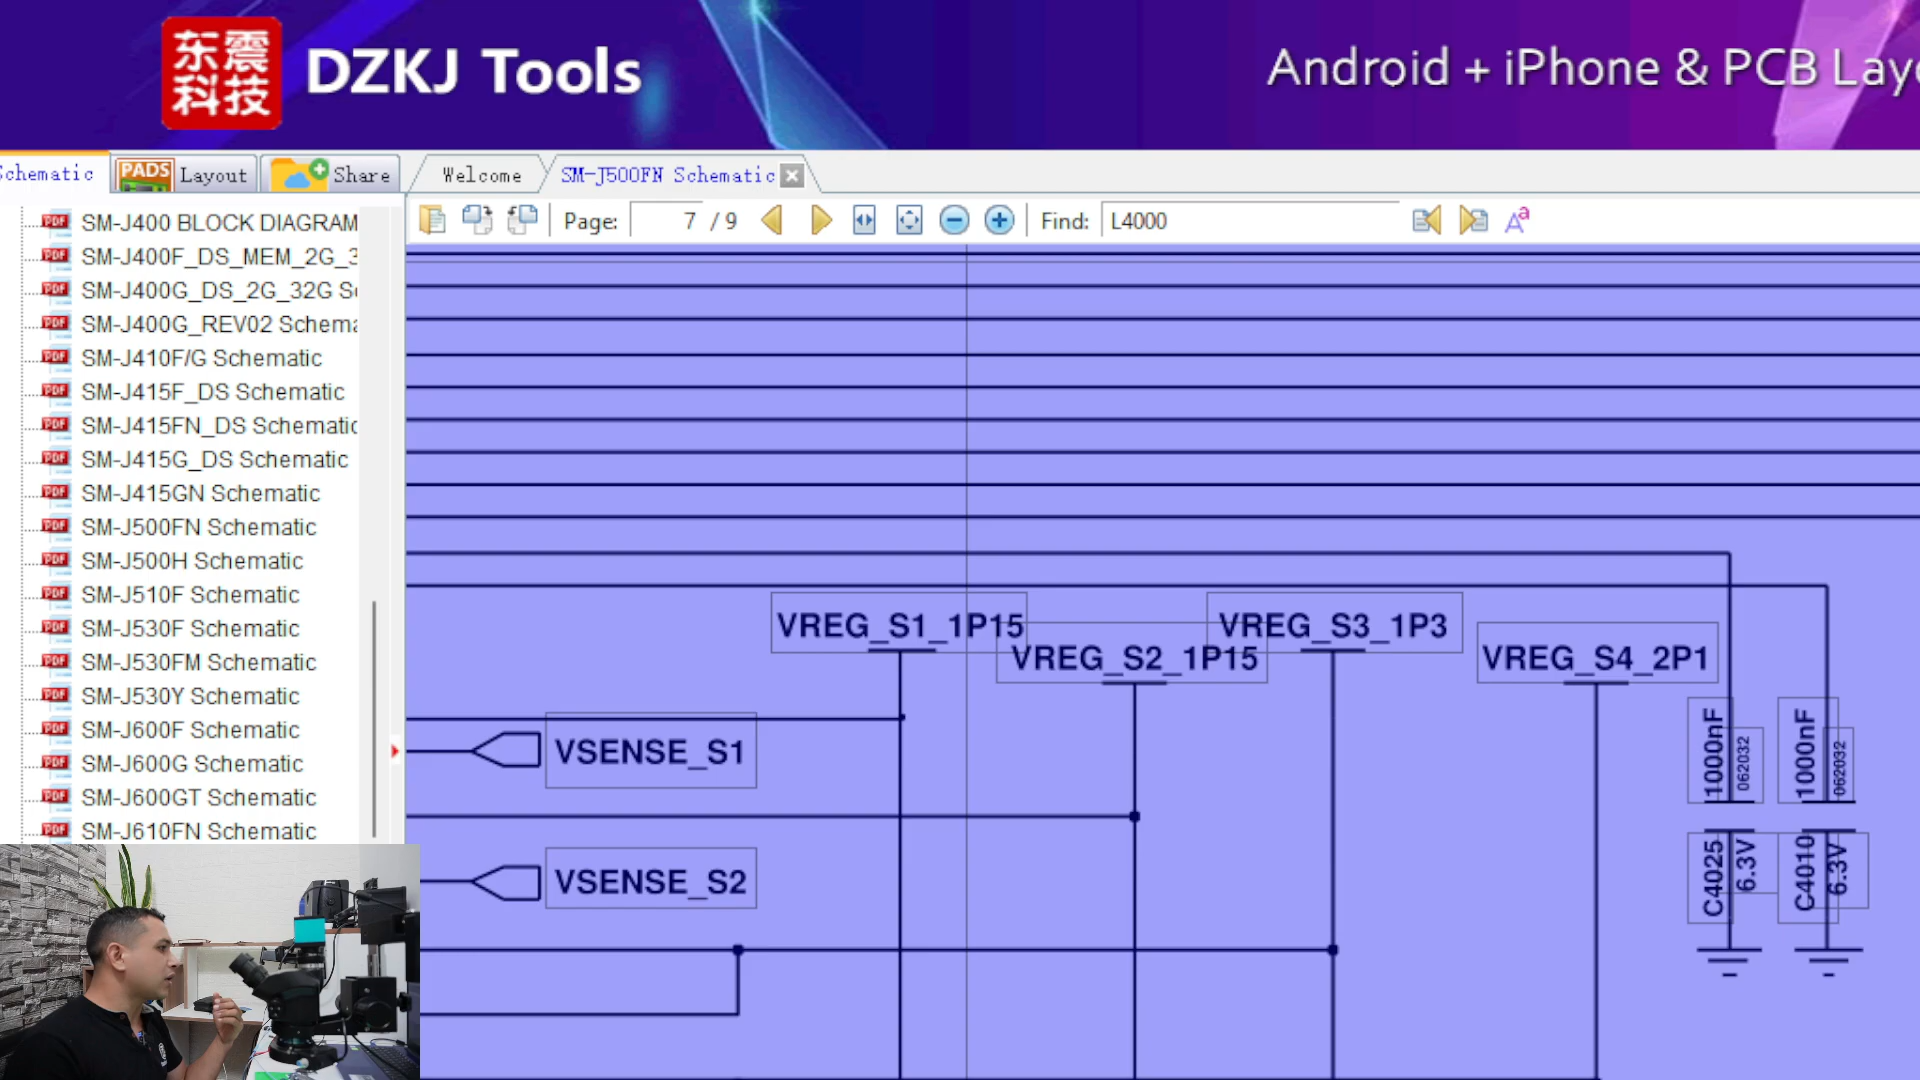 东震
科技
DZKJ Tools
Android + iPhone & PCB Layo
Schematic
PADS
Layout
Share
Welcome
SM-J500FN Schematic
Page: 7 / 9
Find: L4000
SM-J400 BLOCK DIAGRAM
SM-J400F_DS_MEM_2G_3
SM-J400G_DS_2G_32G S
SM-J400G_REV02 Schema
SM-J410F/G Schematic
SM-J415F_DS Schematic
SM-J415FN_DS Schematic
SM-J415G_DS Schematic
SM-J415GN Schematic
SM-J500FN Schematic
SM-J500H Schematic
SM-J510F Schematic
SM-J530F Schematic
SM-J530FM Schematic
SM-J530Y Schematic
SM-J600F Schematic
SM-J600G Schematic
SM-J600GT Schematic
SM-J610FN Schematic
VREG_S1_1P15
VREG_S2_1P15
VREG_S3_1P3
VREG_S4_2P1
VSENSE_S1
VSENSE_S2
1000nF
062032
1000nF
062032
C4025
6.3V
C4010
6.3V